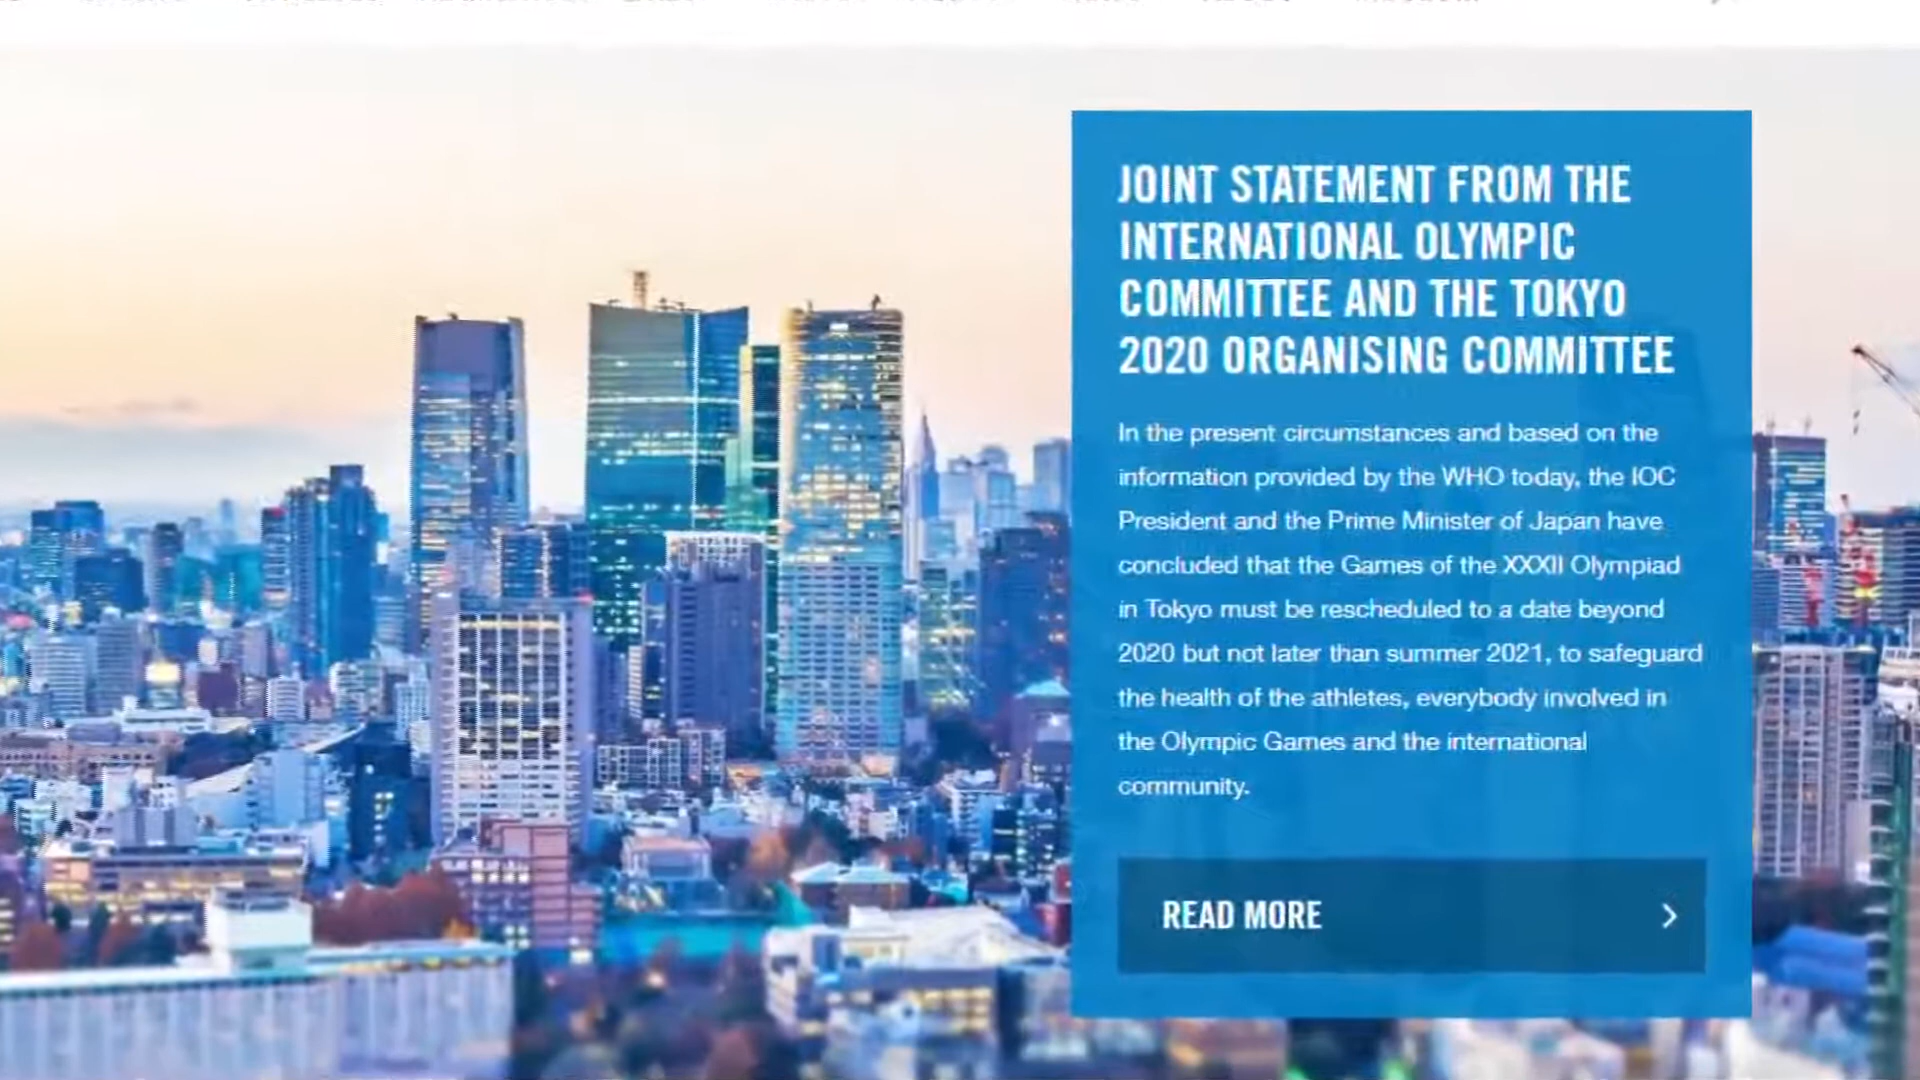 JOINT STATEMENT FROM THE
INTERNATIONAL OLYMPIC
COMMITTEE AND THE TOKYO
2020 ORGANISING COMMITTEE
In the present circumstances and based on the
information provided by the WHO today, the IOC
President and the Prime Minister of Japan have
concluded that the Games of the XXXII Olympiad
in Tokyo must be rescheduled to a date beyond
2020 but not later than summer 2021, to safeguard
the health of the athletes, everybody involved in
the Olympic Games and the international
community.
READ MORE